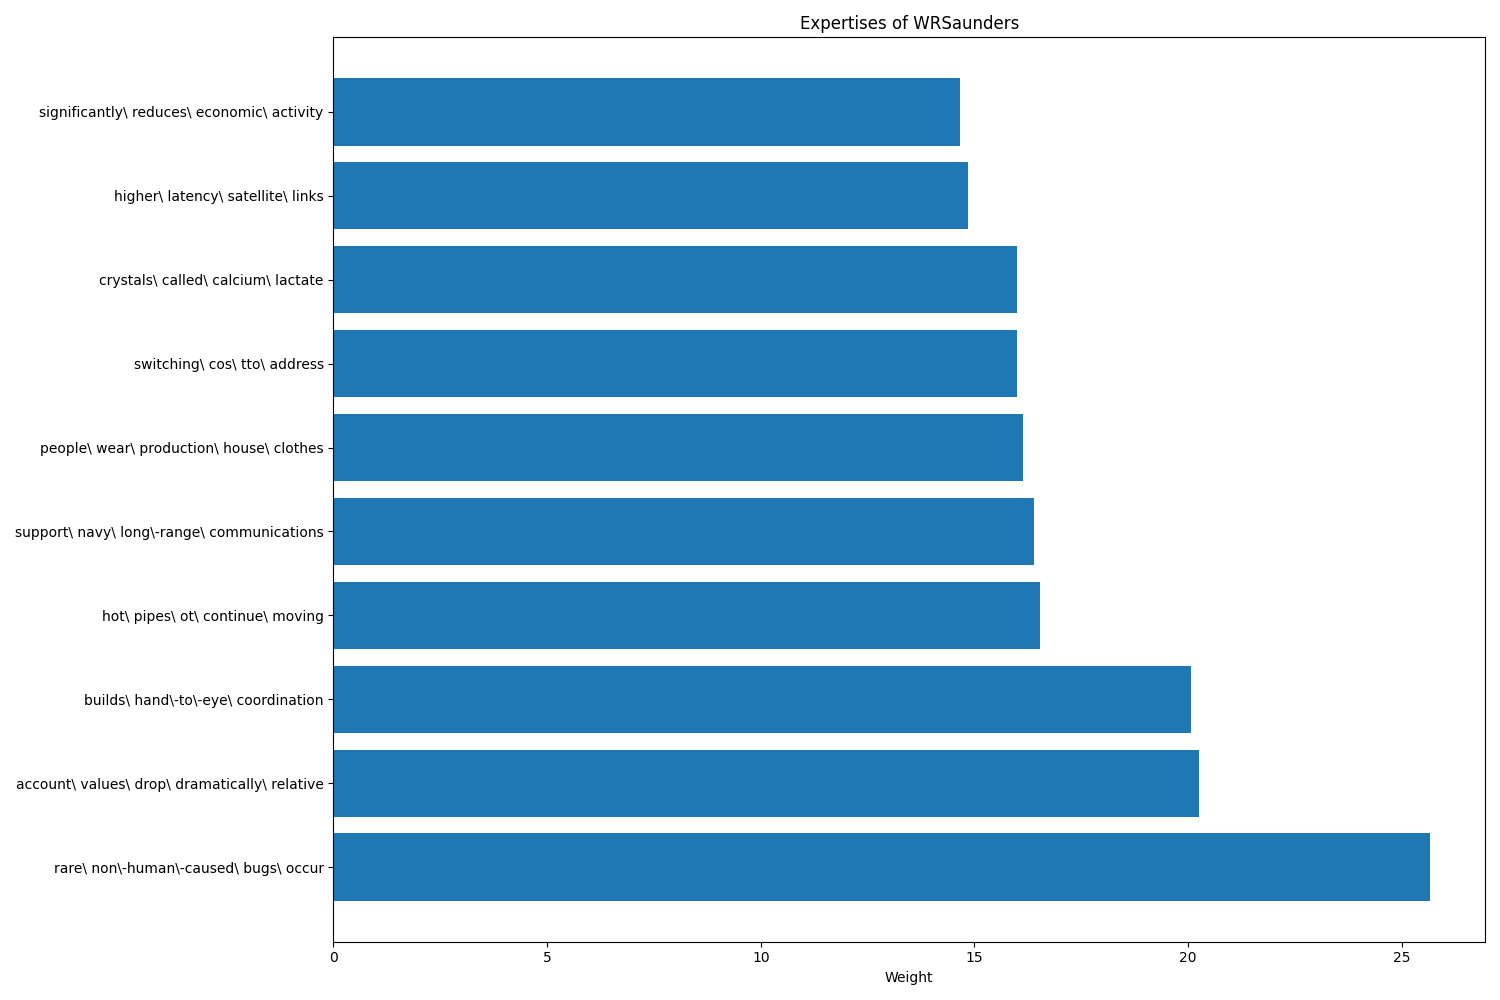 Expertises of WRSaunders
significantly\ reduces\ economic\ activity
higher\ latency\ satellite\ links
crystals\ called\ calcium\ lactate
switching\ cos\ tto\ address
people\ wear\ production\ house\ clothes
support\ navy\ long\-range\ communications
hot\ pipes\ ot\ continue\ moving
builds\ hand\-to\-eye\ coordination
account\ values\ drop\ dramatically\ relative
rare\ non\-human\-caused\ bugs\ occur
0 5 10 15 20 25
Weight